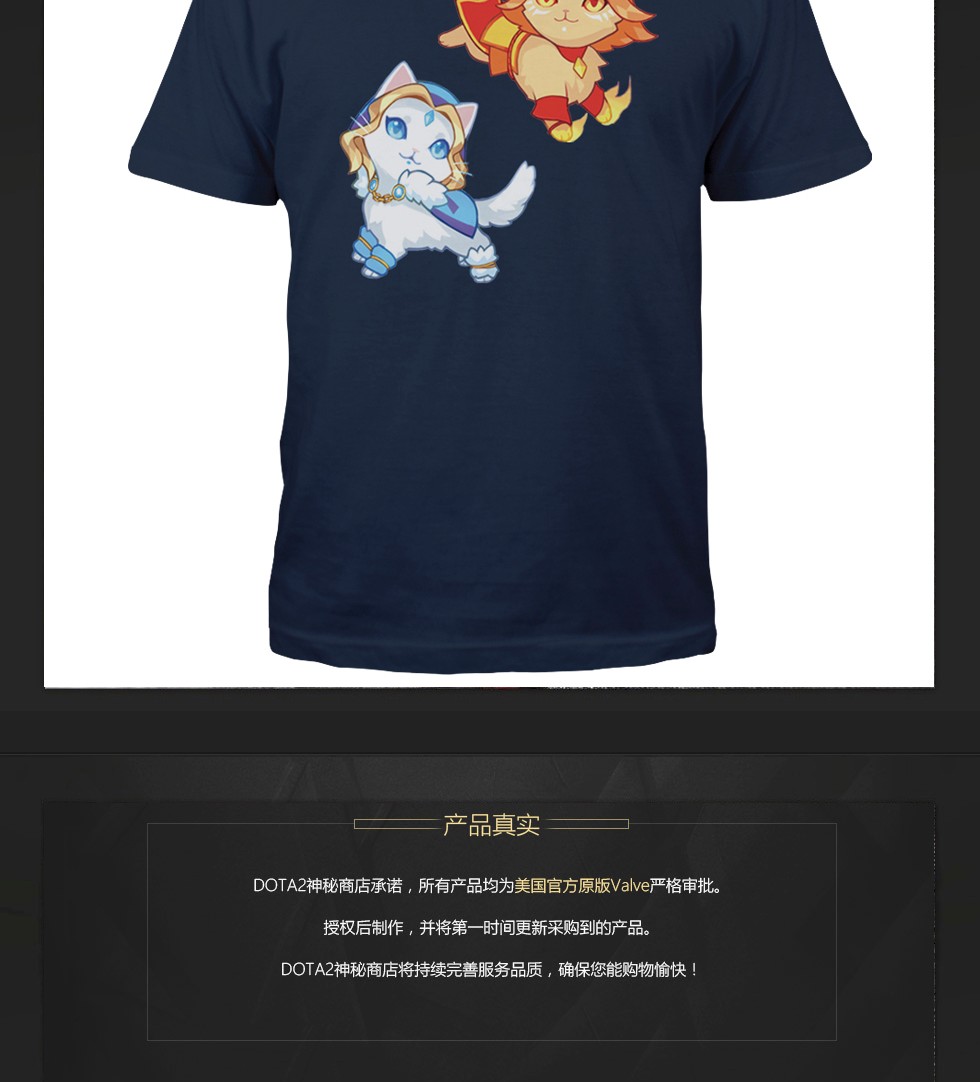 产品真实
DOTA2神秘商店承诺，所有产品均为美国官方原版Valve严格审批。
授权后制作，并将第一时间更新采购到的产品。
DOTA2神秘商店将持续完善服务品质，确保您能购物愉快！